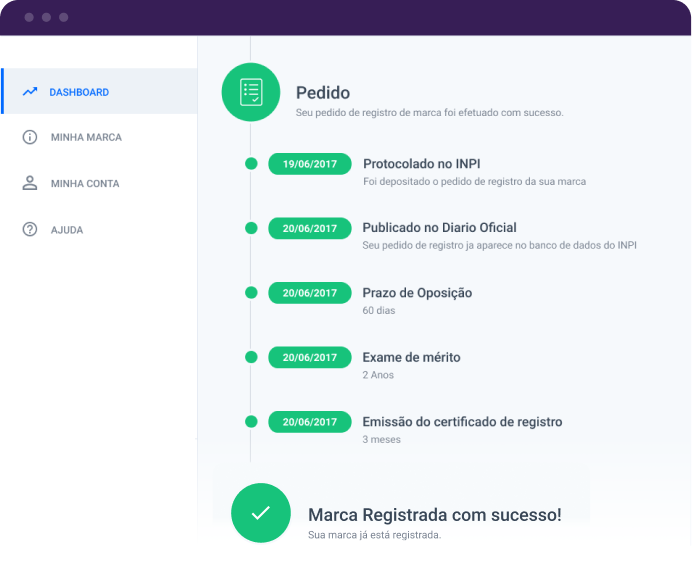 DASHBOARD
MINHA MARCA
MINHA CONTA
AJUDA
Pedido
Seu pedido de registro de marca foi efetuado com sucesso.
19/06/2017 Protocolado no INPI
Foi depositado o pedido de registro da sua marca
20/06/2017 Publicado no Diario Oficial
Seu pedido de registro ja aparece no banco de dados do INPI
20/06/2017 Prazo de Oposição
60 dias
20/06/2017 Exame de mérito
2 Anos
20/06/2017 Emissão do certificado de registro
3 meses
Marca Registrada com sucesso!
Sua marca já está registrada.